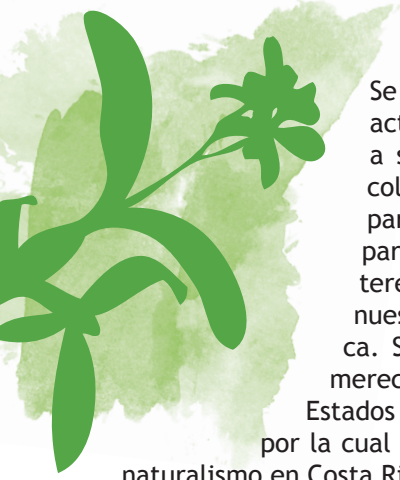 Se
act
a s
col
par
par
tere
nues
ca. S
merec
Estados
por la cual
naturalismo en Costa Ri